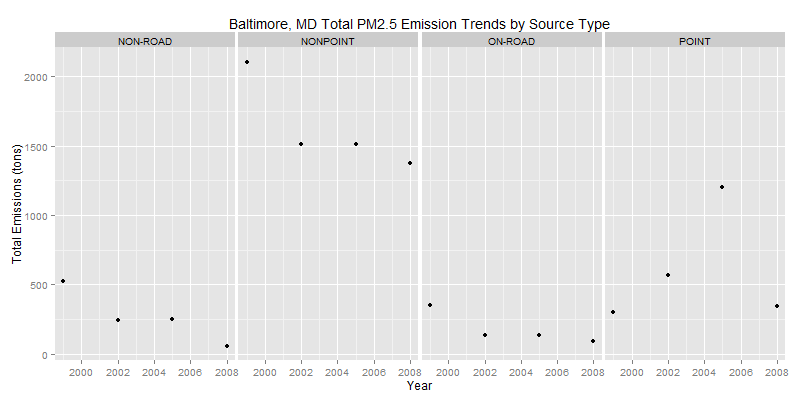 Baltimore, MD Total PM2.5 Emission Trends by Source Type
NON-ROAD NONPOINT ON-ROAD POINT
Total Emissions (tons)
2000
1500
1000
500
0
2000 2002 2004 2006 2008 2000 2002 2004 2006 2008 2000 2002 2004 2006 2008 2000 2002 2004 2006 2008
Year